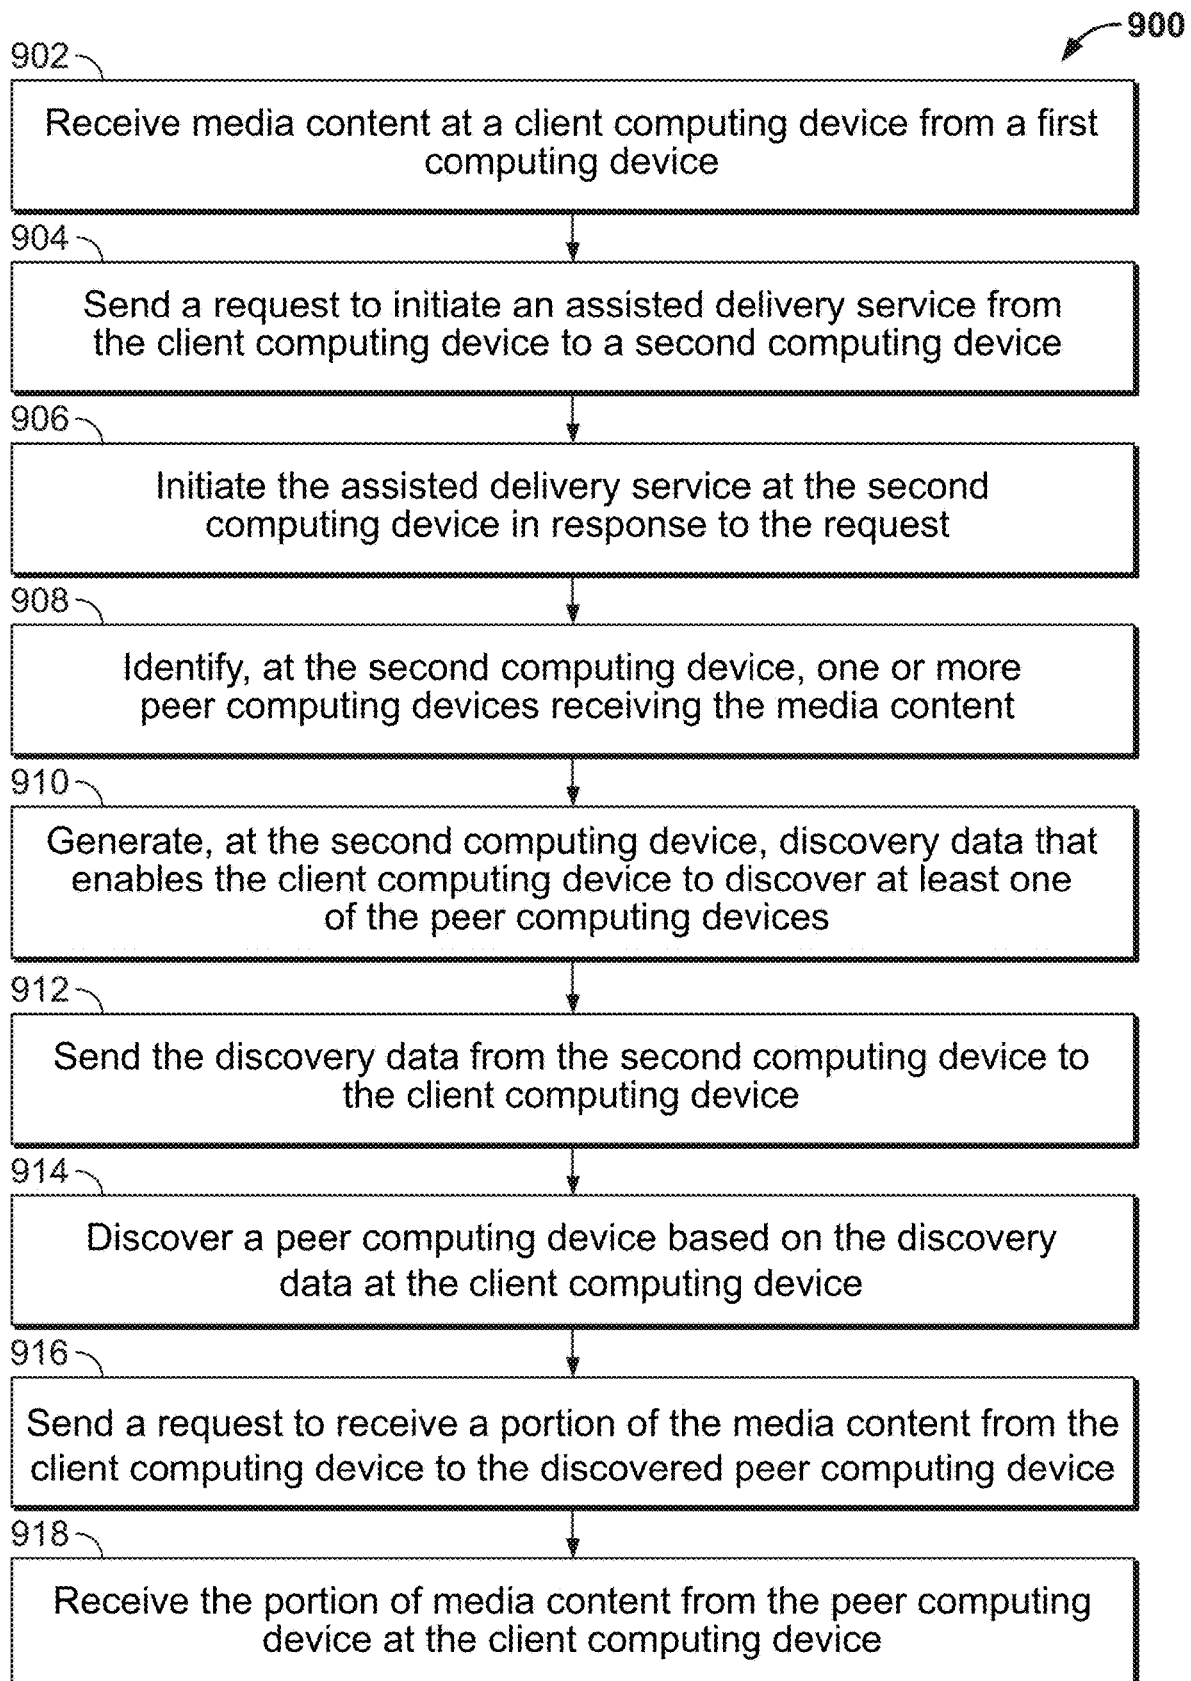 900
902
Receive media content at a client computing device from a first
computing device
904
Send a request to initiate an assisted delivery service from
the client computing device to a second computing device
906
Initiate the assisted delivery service at the second
computing device in response to the request
908
Identify, at the second computing device, one or more
peer computing devices receiving the media content
910
Generate, at the second computing device, discovery data that
enables the client computing device to discover at least one
of the peer computing devices
912
Send the discovery data from the second computing device to
the client computing device
914
Discover a peer computing device based on the discovery
data at the client computing device
916
Send a request to receive a portion of the media content from the
client computing device to the discovered peer computing device
918
Receive the portion of media content from the peer computing
device at the client computing device